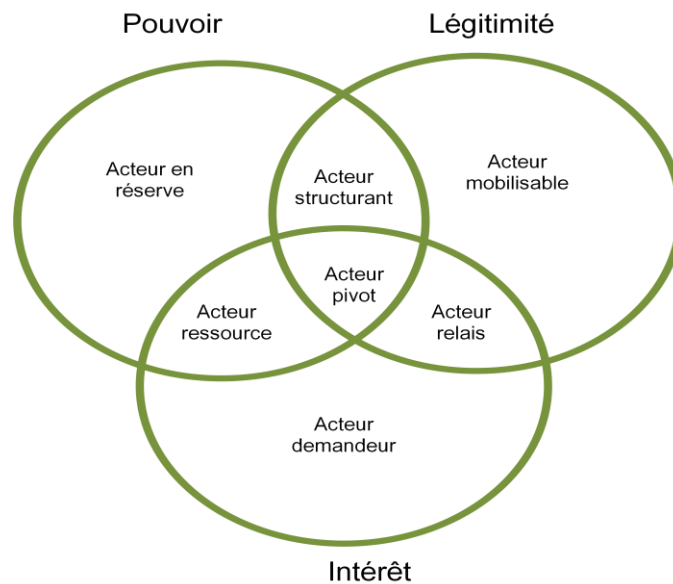 Pouvoir
Légitimité
Acteur en
réserve
Acteur
structurant
Acteur
mobilisable
Acteur
pivot
Acteur
ressource
Acteur
relais
Acteur
demandeur
Intérêt